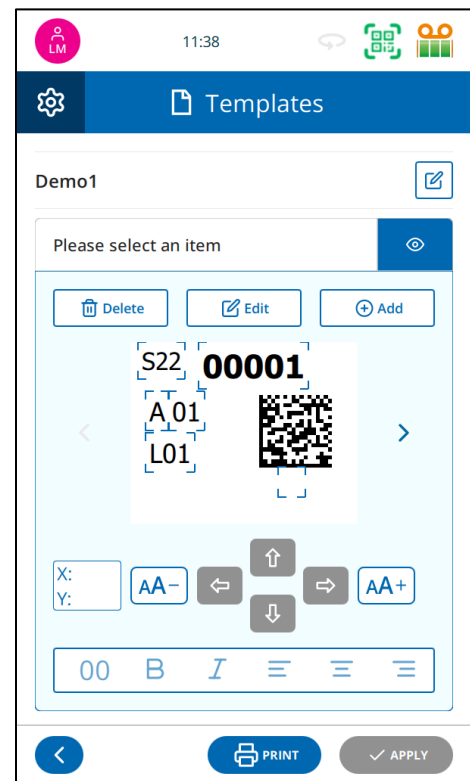 LM
11:38
Templates
Demo1
Please select an item
Delete
Edit
Add
S22
00001
A 01
L01
X:
Y:
AA−
AA+
00
B
I
PRINT
APPLY